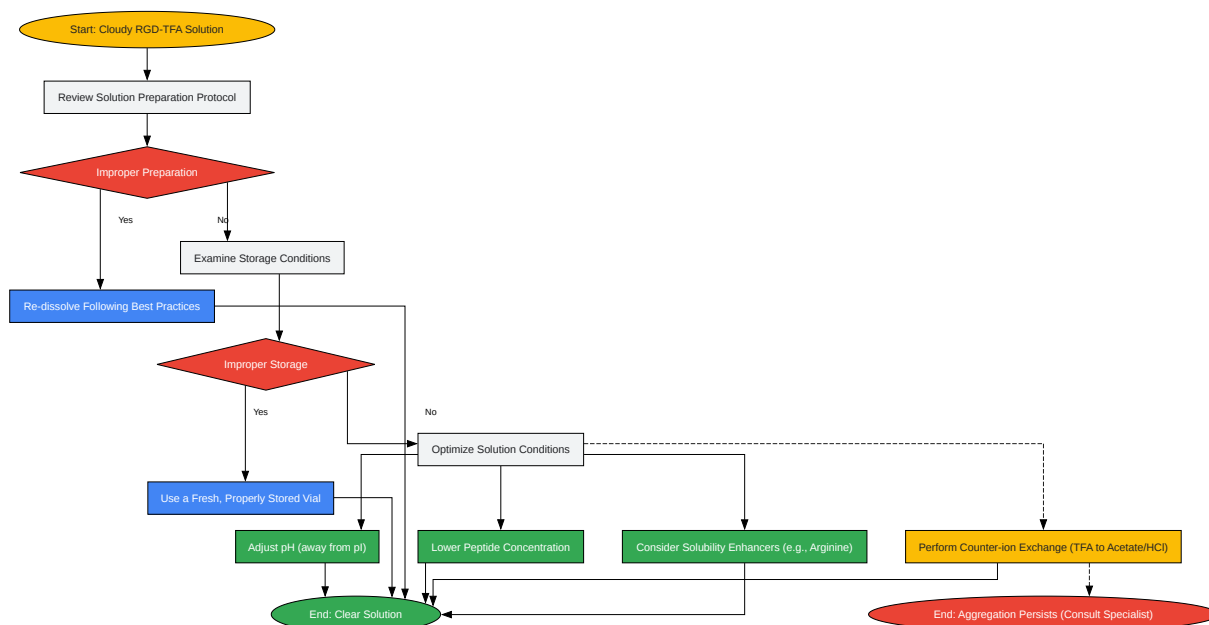 Start: Cloudy RGD-TFA Solution
Review Solution Preparation Protocol
Improper Preparation
Yes
No
Examine Storage Conditions
Re-dissolve Following Best Practices
Improper Storage
Yes
No
Optimize Solution Conditions
Use a Fresh, Properly Stored Vial
Adjust pH (away from pI)
Lower Peptide Concentration
Consider Solubility Enhancers (e.g., Arginine)
Perform Counter-ion Exchange (TFA to Acetate/HCl)
End: Clear Solution
End: Aggregation Persists (Consult Specialist)